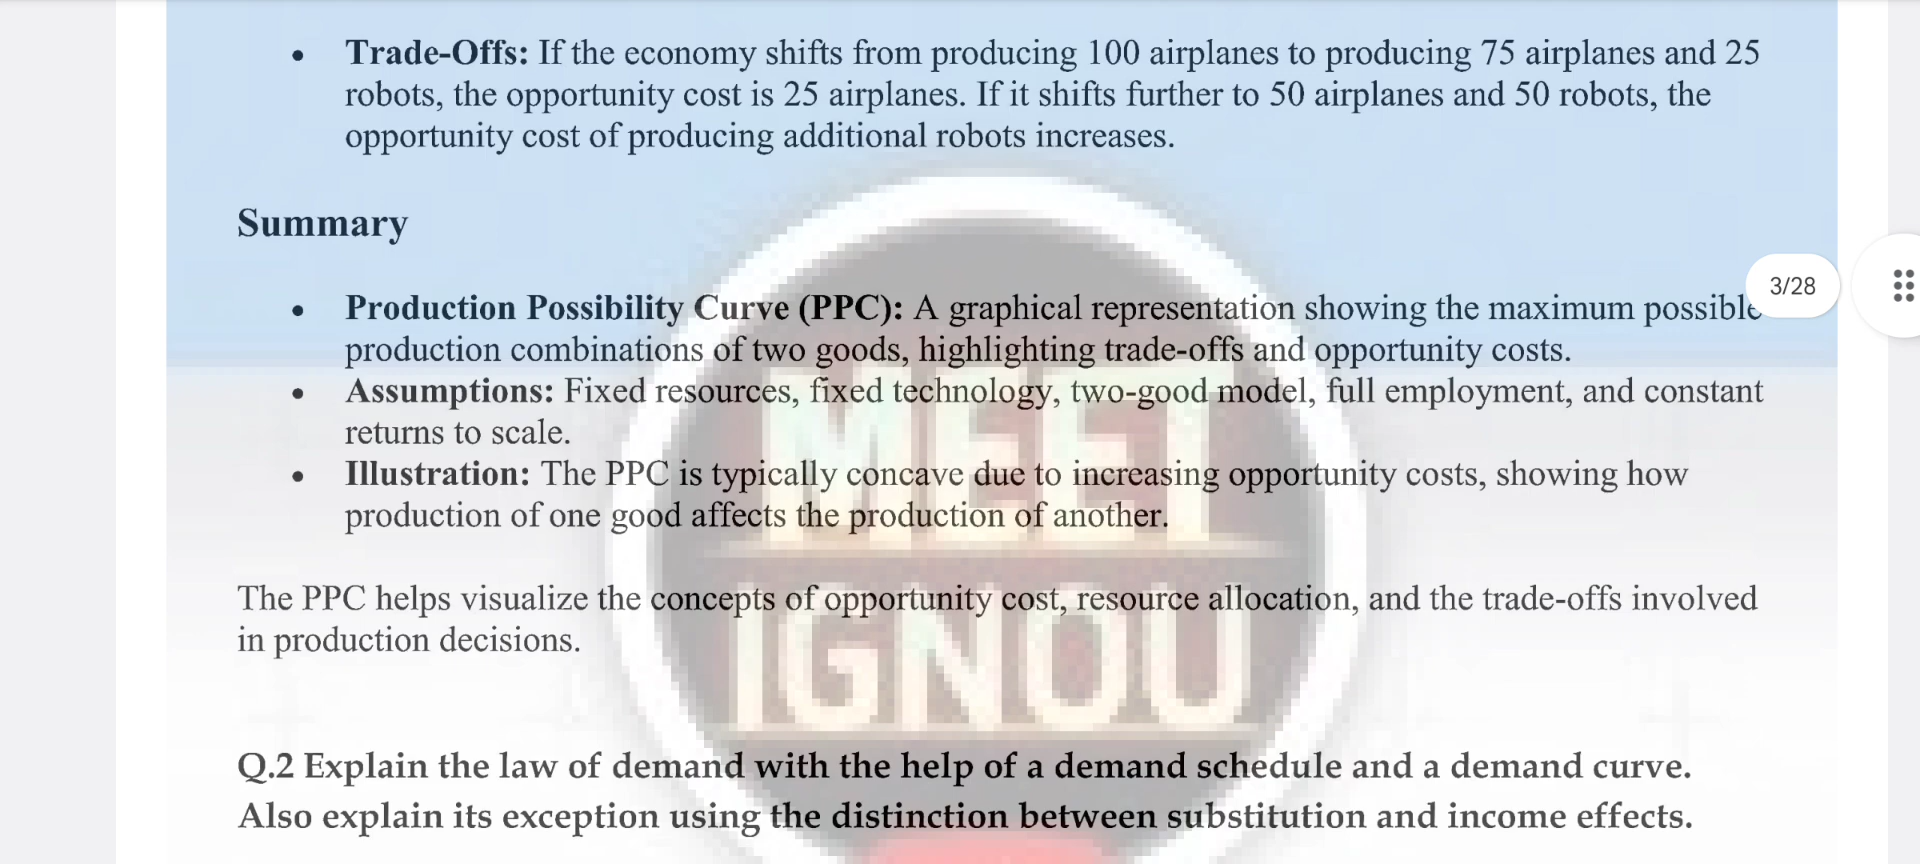 • Trade-Offs: If the economy shifts from producing 100 airplanes to producing 75 airplanes and 25
robots, the opportunity cost is 25 airplanes. If it shifts further to 50 airplanes and 50 robots, the
opportunity cost of producing additional robots increases.
Summary
3/28
• Production Possibility Curve (PPC): A graphical representation showing the maximum possible
production combinations of two goods, highlighting trade-offs and opportunity costs.
• Assumptions: Fixed resources, fixed technology, two-good model, full employment, and constant
returns to scale.
• Illustration: The PPC is typically concave due to increasing opportunity costs, showing how
production of one good affects the production of another.
The PPC helps visualize the concepts of opportunity cost, resource allocation, and the trade-offs involved
in production decisions.
MEET
IGNOU
Q.2 Explain the law of demand with the help of a demand schedule and a demand curve.
Also explain its exception using the distinction between substitution and income effects.